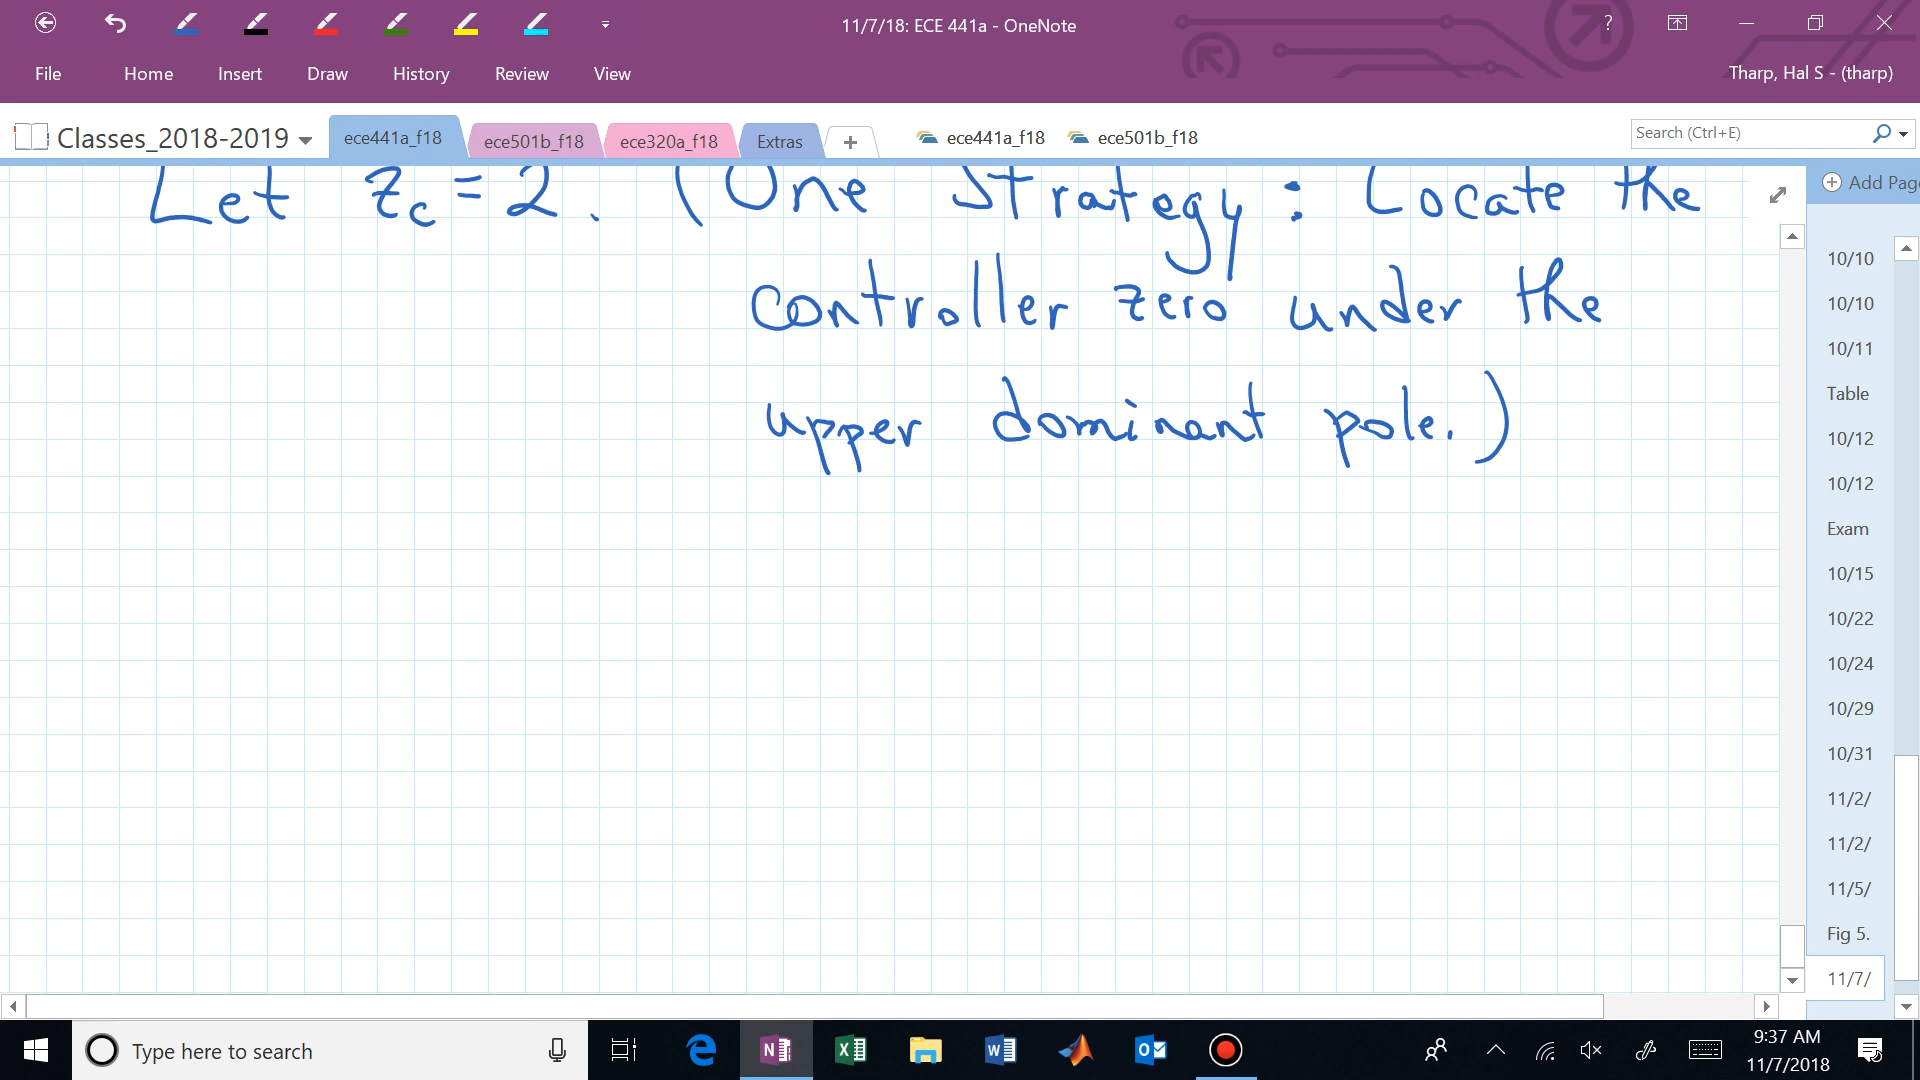 11/7/18: ECE 441a - OneNote
?
File Home Insert Draw History Review View
Tharp, Hal S - (tharp)
Classes_2018-2019
ece441a_f18 ece501b_f18 ece320a_f18 Extras +
ece441a_f18 ece501b_f18
Search (Ctrl+E)
Let zc = 2. (One Strategy: Locate the
controller zero under the
upper dominant pole.)
Add Pag
10/10
10/10
10/11
Table
10/12
10/12
Exam
10/15
10/22
10/24
10/29
10/31
11/2/
11/2/
11/5/
Fig 5.
11/7/
Type here to search
9:37 AM
11/7/2018